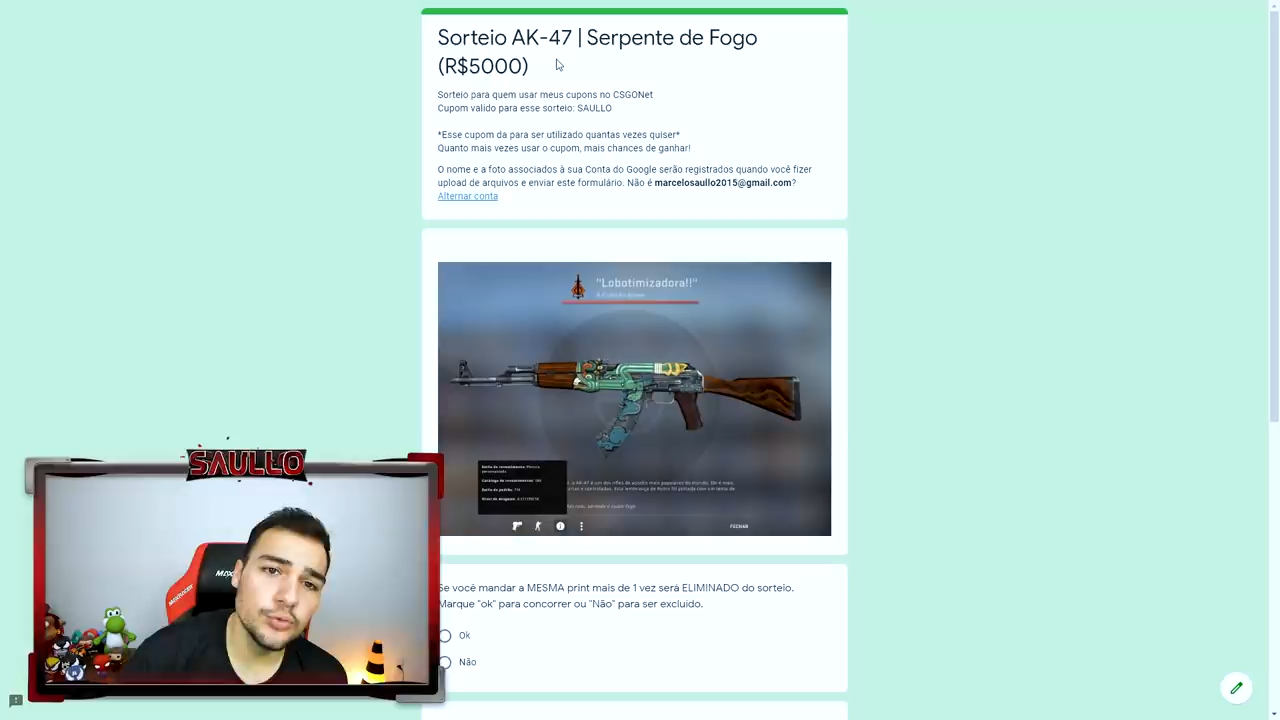 Sorteio AK-47 | Serpente de Fogo
(R$5000)
Sorteio para quem usar meus cupons no CSGONet
Cupom valido para esse sorteio: SAULLO
*Esse cupom da para ser utilizado quantas vezes quiser*
Quanto mais vezes usar o cupom, mais chances de ganhar!
O nome e a foto associados à sua Conta do Google serão registrados quando você fizer
upload de arquivos e enviar este formulário. Não é marcelosaullo2015@gmail.com?
Alternar conta
"Lobotimizadora!!"
FECHAR
SAULLO
Se você mandar a MESMA print mais de 1 vez será ELIMINADO do sorteio.
Marque "ok" para concorrer ou "Não" para ser excluido.
Ok
Não